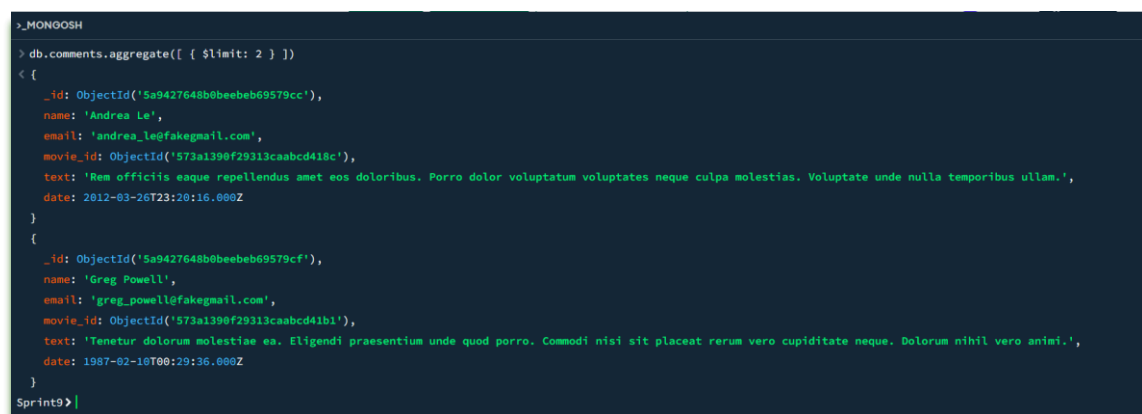 >_MONGOSH
> db.comments.aggregate([ { $limit: 2 } ])
< {
_id: ObjectId('5a9427648b0beebeb69579cc'),
name: 'Andrea Le',
email: 'andrea_le@fakegmail.com',
movie_id: ObjectId('573a1390f29313caabcd418c'),
text: 'Rem officiis eaque repellendus amet eos doloribus. Porro dolor voluptatum voluptates neque culpa molestias. Voluptate unde nulla temporibus ullam.',
date: 2012-03-26T23:20:16.000Z
}
{
_id: ObjectId('5a9427648b0beebeb69579cf'),
name: 'Greg Powell',
email: 'greg_powell@fakegmail.com',
movie_id: ObjectId('573a1390f29313caabcd41b1'),
text: 'Tenetur dolorum molestiae ea. Eligendi praesentium unde quod porro. Commodi nisi sit placeat rerum vero cupiditate neque. Dolorum nihil vero animi.',
date: 1987-02-10T00:29:36.000Z
}
Sprint9>